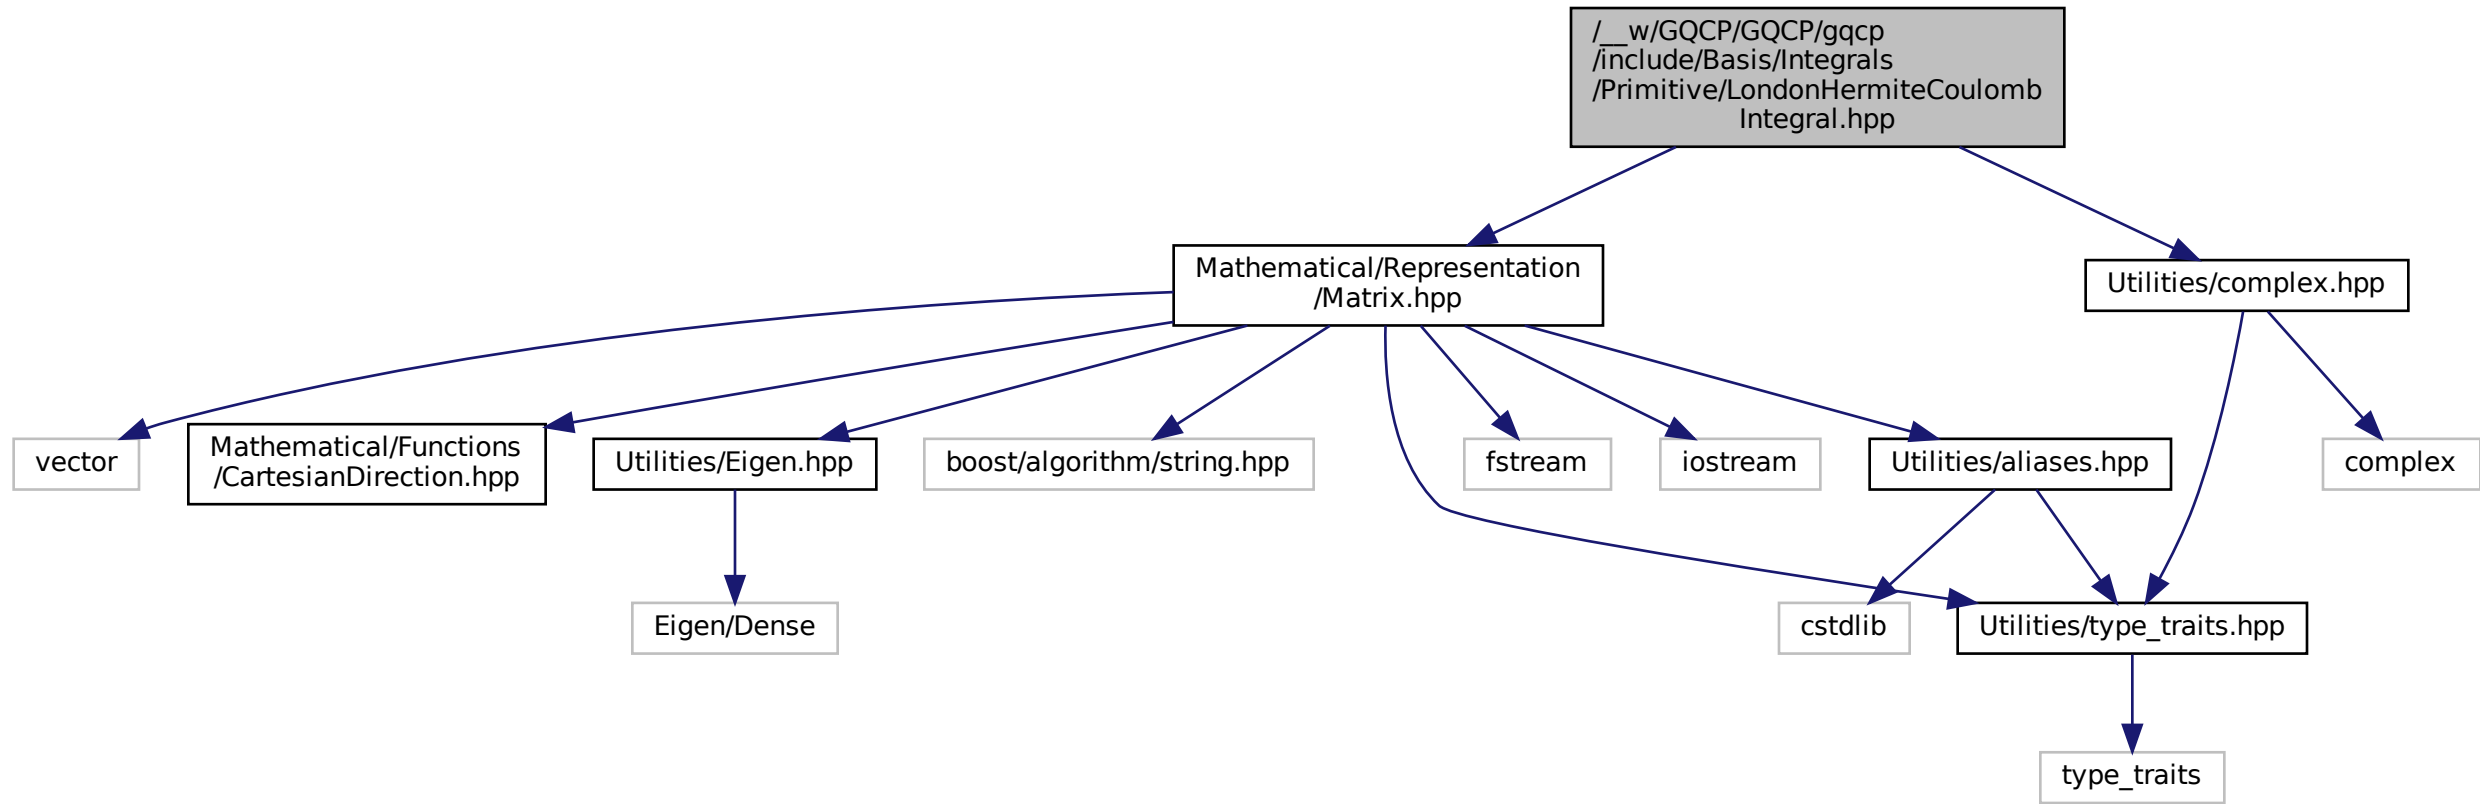 /__w/GQCP/GQCP/gqcp
/include/Basis/Integrals
/Primitive/LondonHermiteCoulomb
Integral.hpp
Mathematical/Representation
/Matrix.hpp
Utilities/complex.hpp
vector
Mathematical/Functions
/CartesianDirection.hpp
Utilities/Eigen.hpp
boost/algorithm/string.hpp
fstream
iostream
Utilities/aliases.hpp
complex
Eigen/Dense
cstdlib
Utilities/type_traits.hpp
type_traits